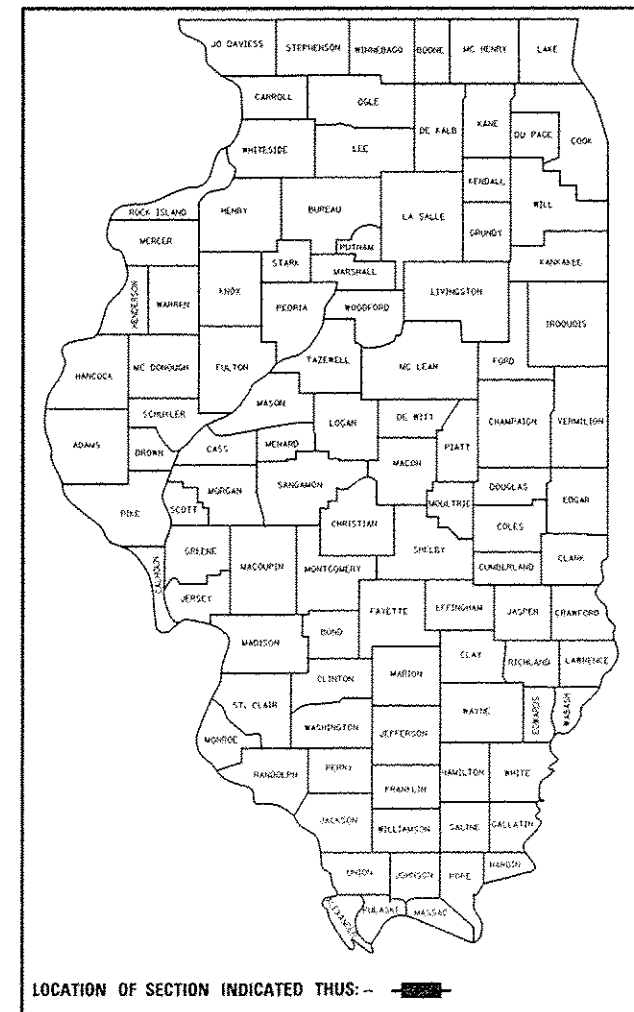 JO DAVIESS STEPHENSON WINNEBAGO BOONE MC HENRY LAKE
CARROLL OGLE DE KALB KANE DU PAGE COOK
WHITESIDE LEE KENDALL WILL
ROCK ISLAND HENRY BUREAU LA SALLE GRUNDY
MERCER PUTNAM KANKAKEE
STARK MARSHALL
HENDERSON WARREN KNOX PEORIA WOODFORD LIVINGSTON IROQUOIS
HANCOCK MC DONOUGH FULTON TAZEWELL MC LEAN FORD
SCHUYLER MASON LOGAN DE WITT CHAMPAIGN VERMILION
ADAMS BROWN CASS MENARD MACON PIATT
PIKE SCOTT MORGAN SANGAMON CHRISTIAN MOULTRIE DOUGLAS EDGAR
COLES
CALHOUN GREENE MACOUPIN MONTGOMERY SHELBY CUMBERLAND CLARK
JERSEY FAYETTE EFFINGHAM JASPER CRAWFORD
MADISON BOND CLAY RICHLAND LAWRENCE
CLINTON MARION
ST. CLAIR WASHINGTON JEFFERSON WAYNE EDWARDS WABASH
MONROE
RANDOLPH PERRY FRANKLIN HAMILTON WHITE
JACKSON WILLIAMSON SALINE GALLATIN
UNION JOHNSON POPE HARDIN
ALEXANDER PULASKI MASSAC
LOCATION OF SECTION INDICATED THUS: --